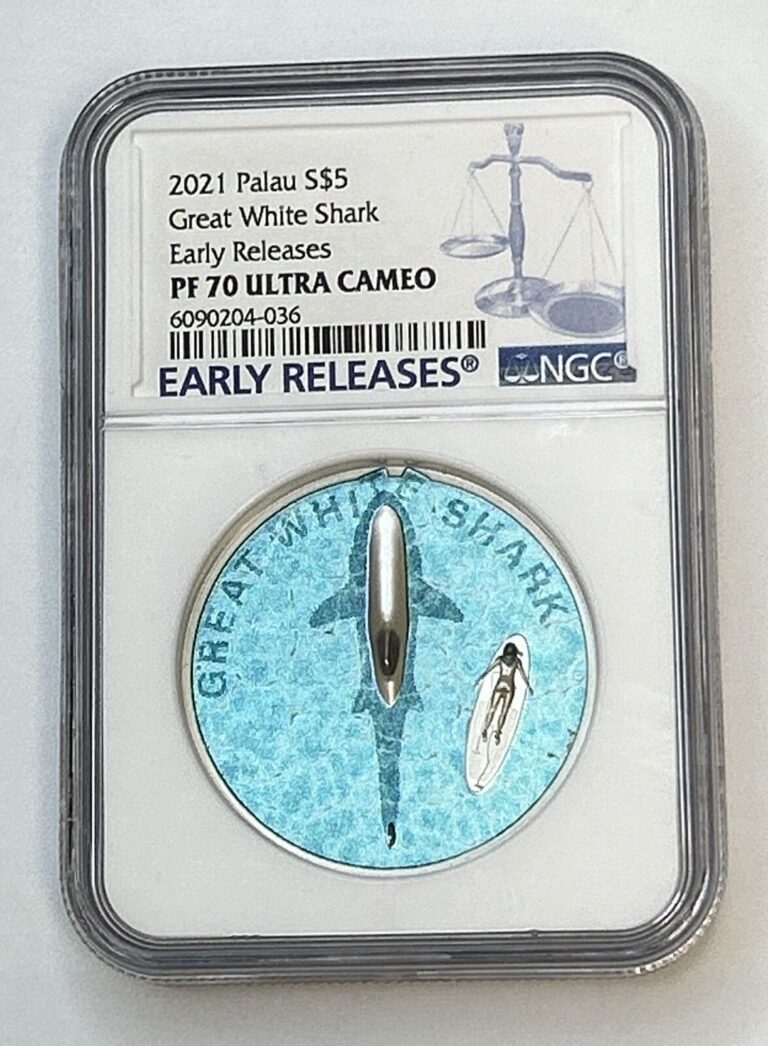 2021 Palau S$5
Great White Shark
Early Releases
PF 70 ULTRA CAMEO
6090204-036
EARLY RELEASES®
NGC®
GREAT WHITE SHARK